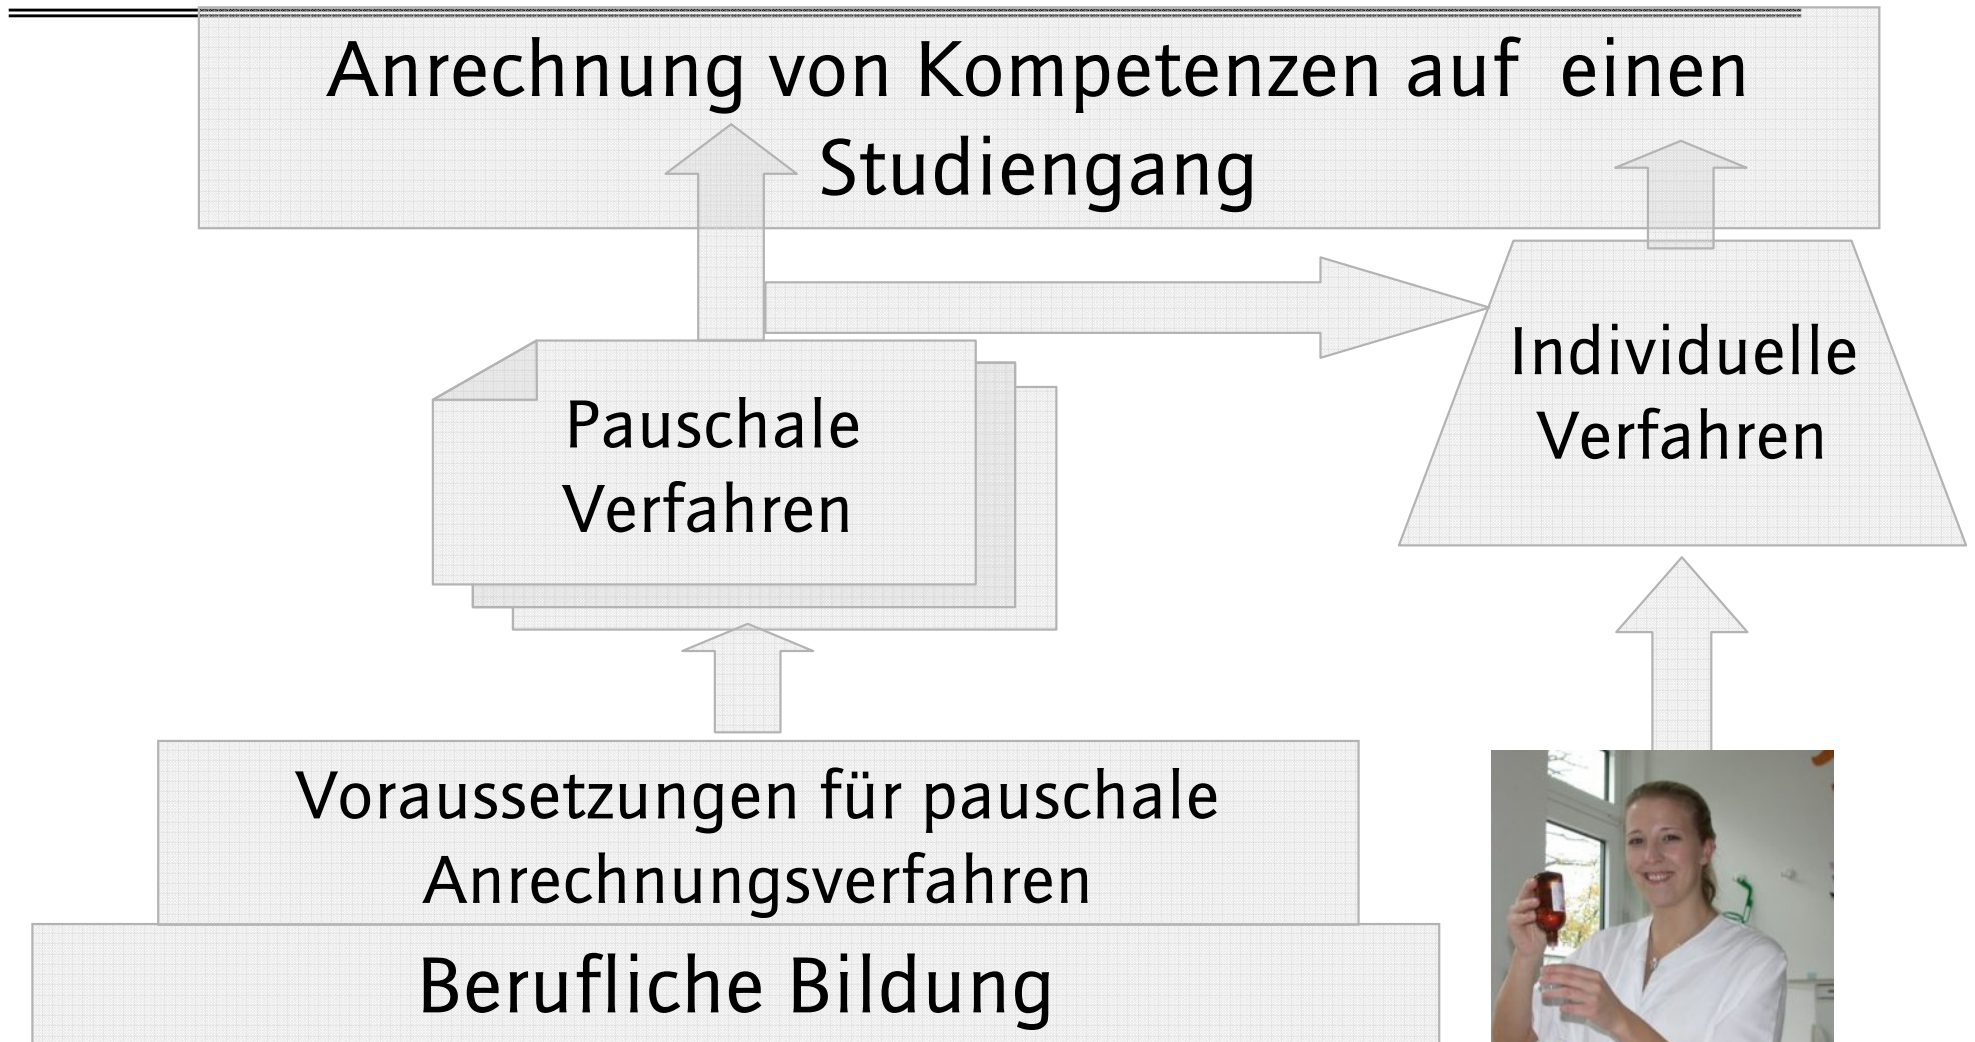 Anrechnung von Kompetenzen auf einen
Studiengang
Individuelle
Verfahren
Pauschale
Verfahren
Voraussetzungen für pauschale
Anrechnungsverfahren
Berufliche Bildung